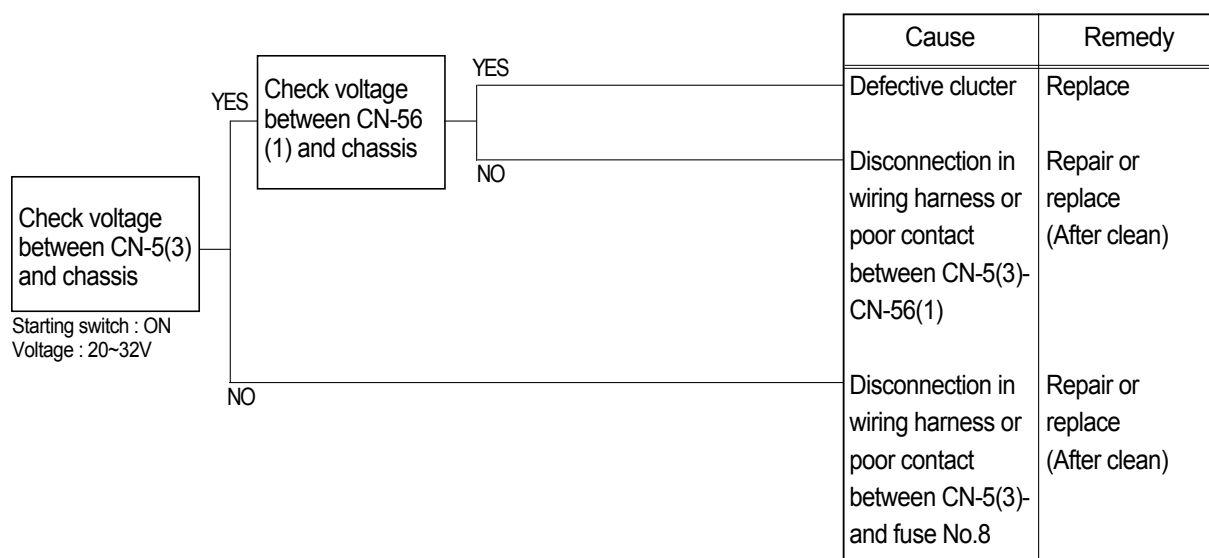 Cause
Remedy
YES
Check voltage
between CN-56
(1) and chassis
YES
Defective clucter
Replace
NO
Disconnection in
wiring harness or
poor contact
between CN-5(3)-
CN-56(1)
Repair or
replace
(After clean)
Check voltage
between CN-5(3)
and chassis
Starting switch : ON
Voltage : 20~32V
NO
Disconnection in
wiring harness or
poor contact
between CN-5(3)-
and fuse No.8
Repair or
replace
(After clean)